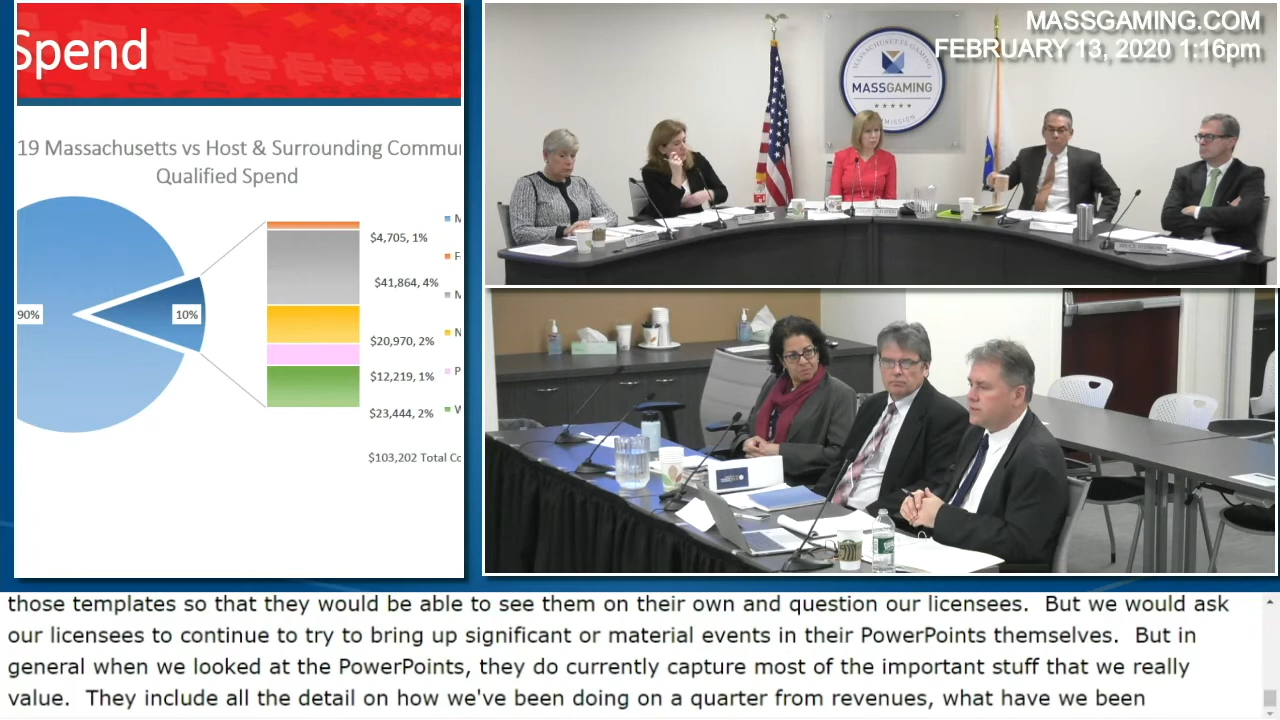 Spend
19 Massachusetts vs Host & Surrounding Commu
Qualified Spend
90%
10%
$4,705, 1%
$41,864, 4%
$20,970, 2%
$12,219, 1%
$23,444, 2%
M
F
M
N
P
W
$103,202 Total Co
MASSGAMING.COM
FEBRUARY 13, 2020 1:16pm
MASSACHUSETTS GAMING
MASSGAMING
those templates so that they would be able to see them on their own and question our licensees.  But we would ask
our licensees to continue to try to bring up significant or material events in their PowerPoints themselves.  But in
general when we looked at the PowerPoints, they do currently capture most of the important stuff that we really
value.  They include all the detail on how we've been doing on a quarter from revenues, what have we been